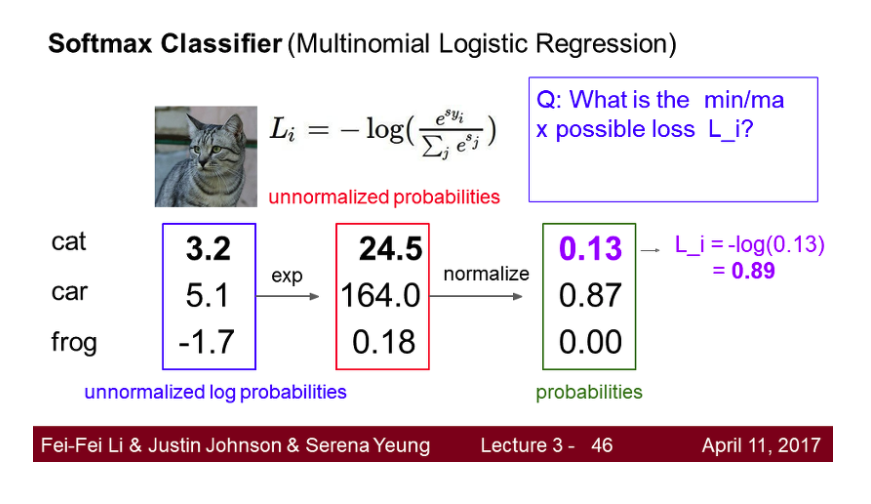 Softmax Classifier (Multinomial Logistic Regression)
Q: What is the min/ma
x possible loss L_i?
L_i = − log(e^{s_{y_i}} / ∑_j e^{s_j})
unnormalized probabilities
cat 3.2 24.5 0.13 L_i = -log(0.13)
= 0.89
exp normalize
car 5.1 164.0 0.87
frog -1.7 0.18 0.00
unnormalized log probabilities probabilities
Fei-Fei Li & Justin Johnson & Serena Yeung Lecture 3 - 46 April 11, 2017